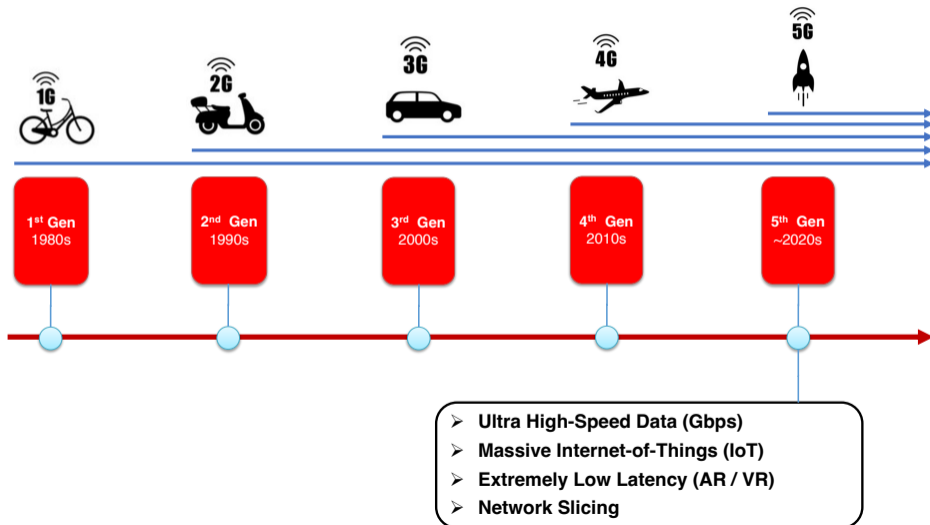 1G
2G
3G
4G
5G
1st Gen
1980s
2nd Gen
1990s
3rd Gen
2000s
4th Gen
2010s
5th Gen
~2020s
➢ Ultra High-Speed Data (Gbps)
➢ Massive Internet-of-Things (IoT)
➢ Extremely Low Latency (AR / VR)
➢ Network Slicing